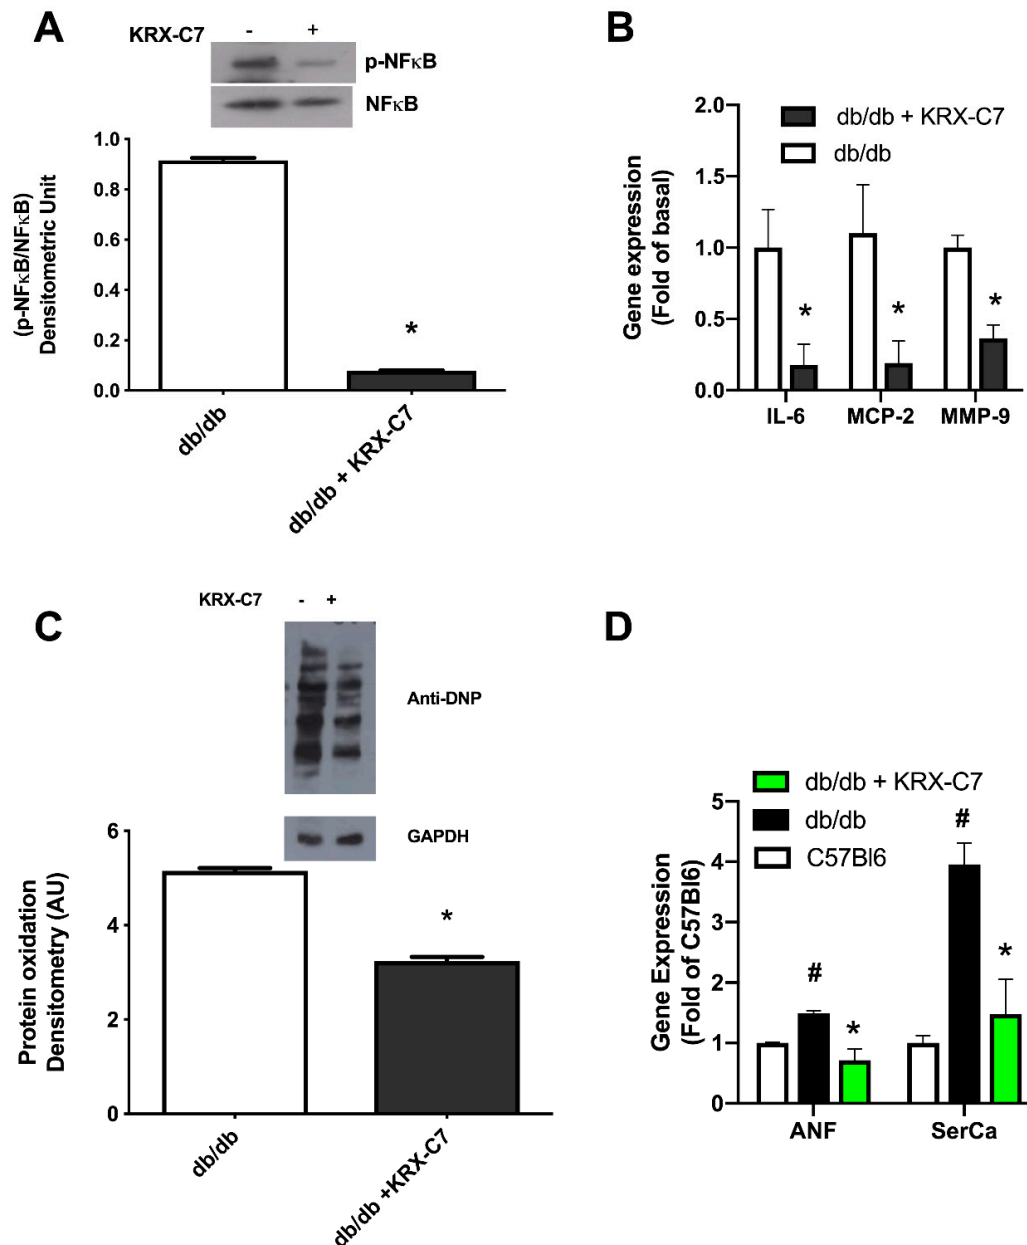 A
KRX-C7 - +
p-NFκB
NFκB
(p-NFκB/NFκB)
Densitometric Unit
1.0
0.8
0.6
0.4
0.2
0.0
*
db/db
db/db + KRX-C7
B
db/db + KRX-C7
db/db
Gene expression
(Fold of basal)
2.0
1.5
1.0
0.5
0.0
* * *
IL-6 MCP-2 MMP-9
C
KRX-C7 - +
Anti-DNP
GAPDH
Protein oxidation
Densitometry (AU)
6
4
2
0
*
db/db
db/db +KRX-C7
D
db/db + KRX-C7
db/db
C57Bl6
Gene Expression
(Fold of C57Bl6)
5
4
3
2
1
0
# * # *
ANF SerCa